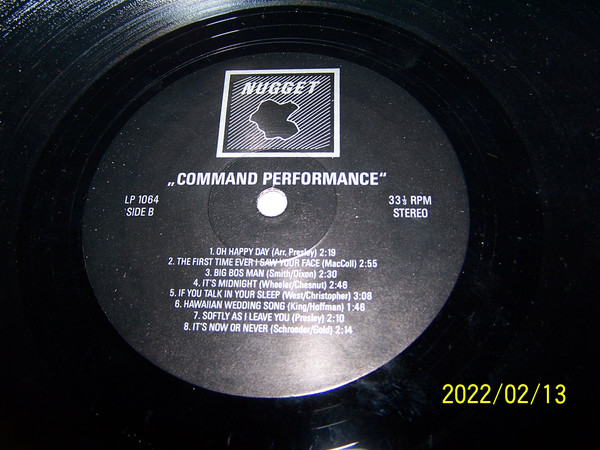 NUGGET
„COMMAND PERFORMANCE“
LP 1064
SIDE B
33⅓ RPM
STEREO
1. OH HAPPY DAY (Arr. Presley) 2:19
2. THE FIRST TIME EVER I SAW YOUR FACE (MacColl) 2:55
3. BIG BOS MAN (Smith/Dixon) 2:30
4. IT'S MIDNIGHT (Wheeler/Chesnut) 2:46
5. IF YOU TALK IN YOUR SLEEP (West/Christopher) 3:08
6. HAWAIIAN WEDDING SONG (King/Hoffman) 1:46
7. SOFTLY AS I LEAVE YOU (Presley) 2:10
8. IT'S NOW OR NEVER (Schroeder/Gold) 2:14
2022/02/13